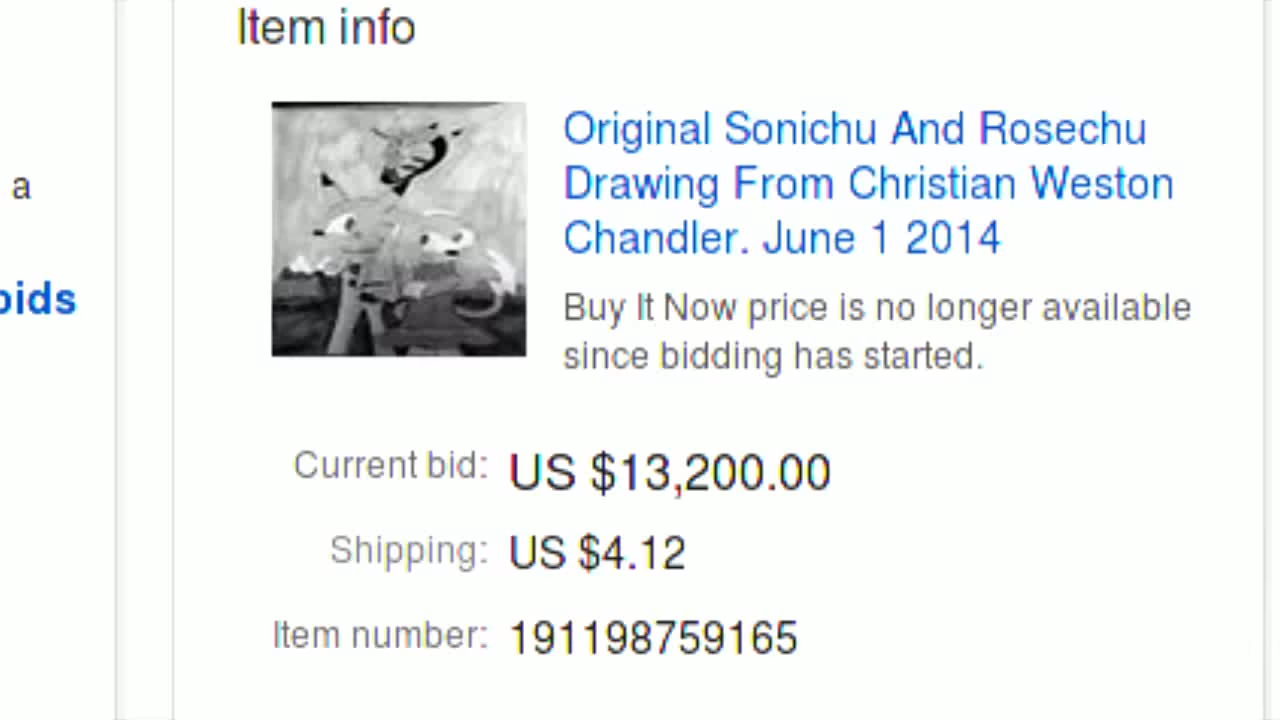 Item info
a
bids
Original Sonichu And Rosechu
Drawing From Christian Weston
Chandler. June 1 2014
Buy It Now price is no longer available
since bidding has started.
Current bid: US $13,200.00
Shipping: US $4.12
Item number: 191198759165